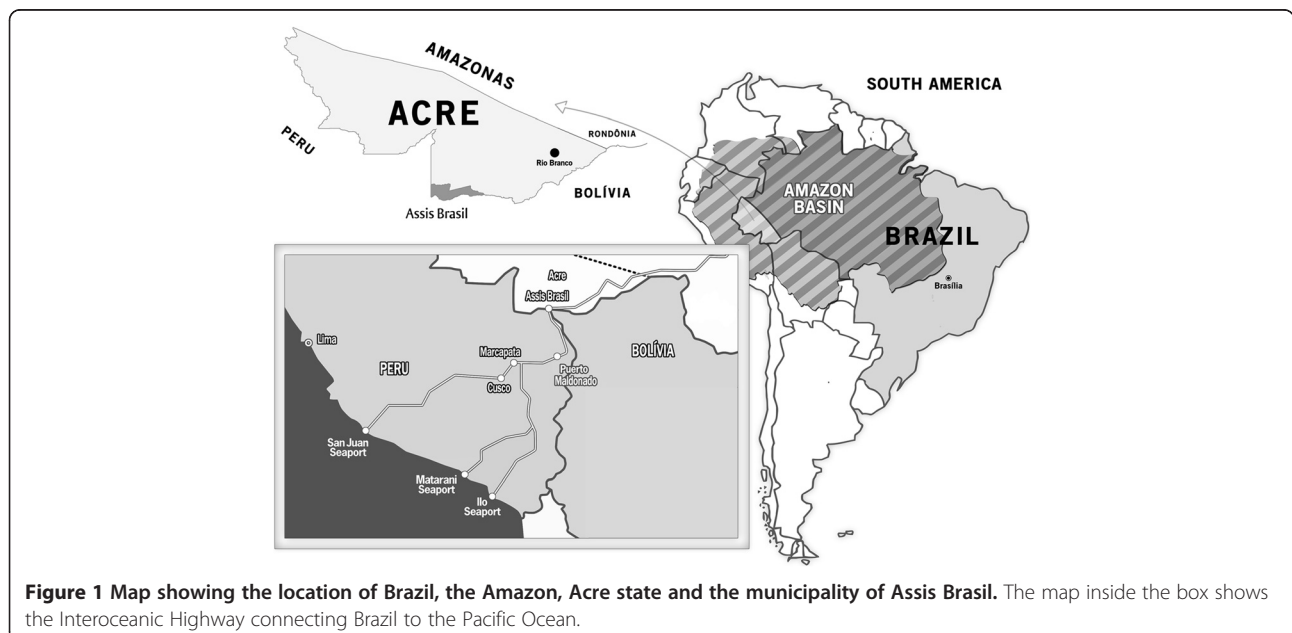 AMAZONAS
SOUTH AMERICA
ACRE
PERU
RONDÔNIA
Rio Branco
BOLÍVIA
Assis Brasil
AMAZON
BASIN
BRAZIL
Brasília
Acre
Assis Brasil
Lima
PERU
Marcapata
BOLÍVIA
Cusco
Puerto
Maldonado
San Juan
Seaport
Matarani
Seaport
Ilo
Seaport
Figure 1 Map showing the location of Brazil, the Amazon, Acre state and the municipality of Assis Brasil. The map inside the box shows
the Interoceanic Highway connecting Brazil to the Pacific Ocean.